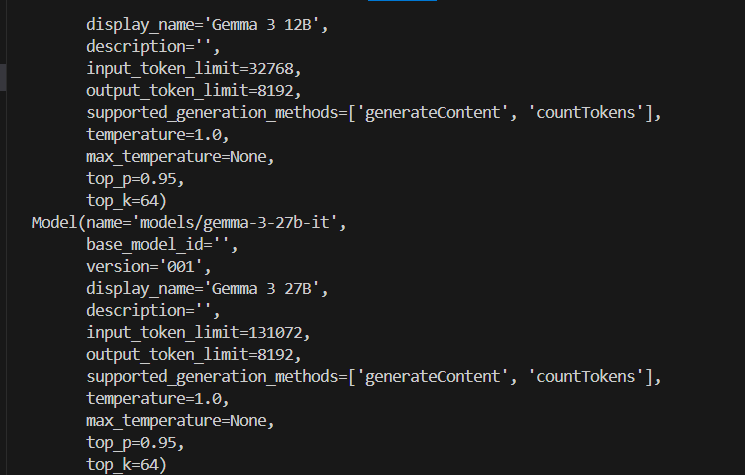 display_name='Gemma 3 12B',
description='',
input_token_limit=32768,
output_token_limit=8192,
supported_generation_methods=['generateContent', 'countTokens'],
temperature=1.0,
max_temperature=None,
top_p=0.95,
top_k=64)
Model(name='models/gemma-3-27b-it',
base_model_id='',
version='001',
display_name='Gemma 3 27B',
description='',
input_token_limit=131072,
output_token_limit=8192,
supported_generation_methods=['generateContent', 'countTokens'],
temperature=1.0,
max_temperature=None,
top_p=0.95,
top_k=64)